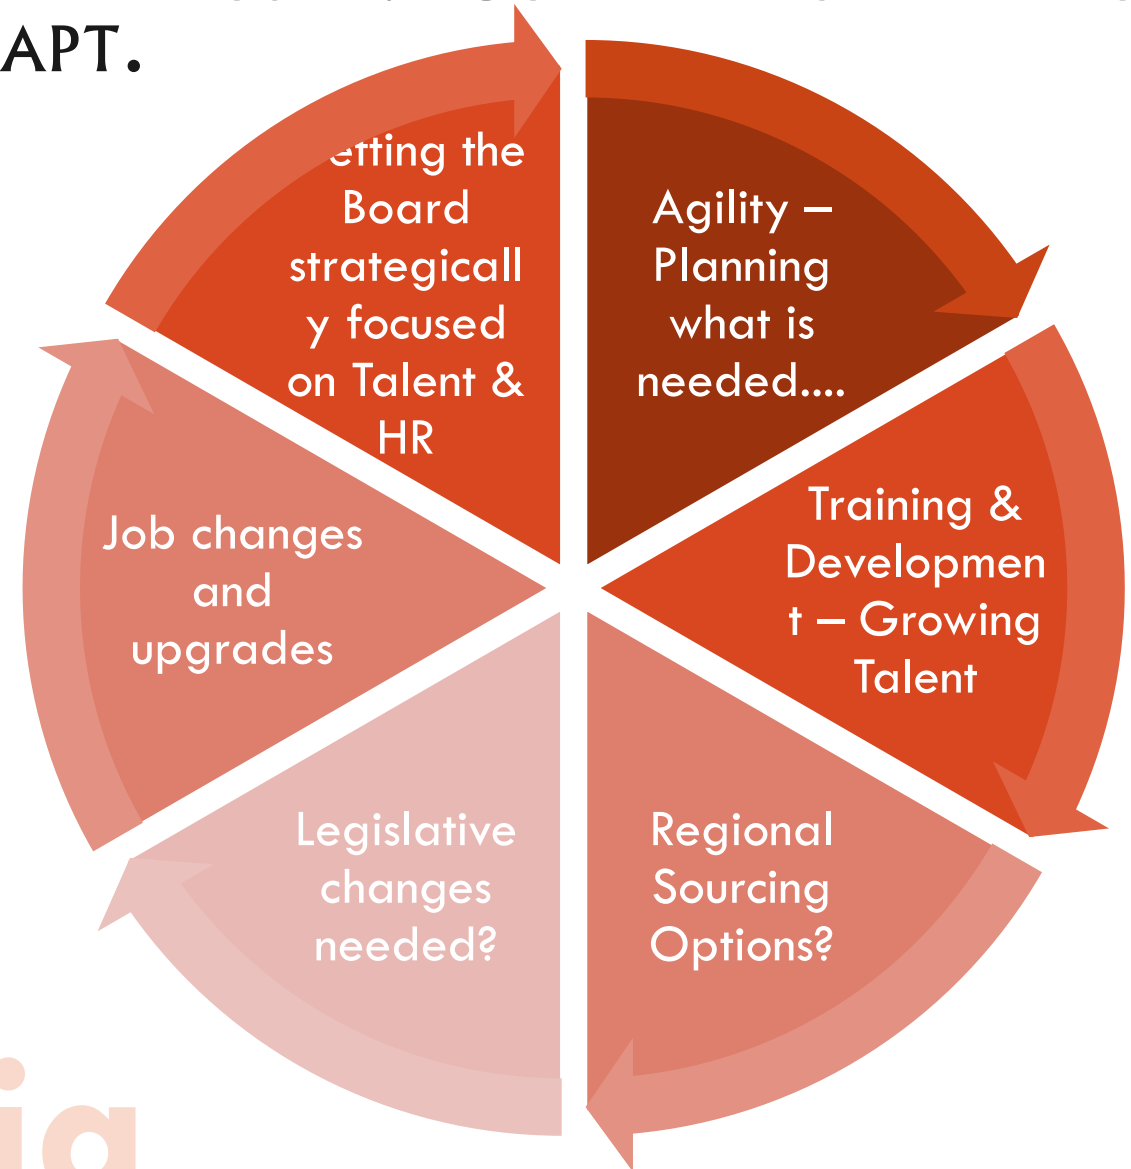 APT.
etting the
Board
strategicall
y focused
on Talent &
HR
Agility –
Planning
what is
needed....
Training &
Developmen
t – Growing
Talent
Regional
Sourcing
Options?
Legislative
changes
needed?
Job changes
and
upgrades
ia